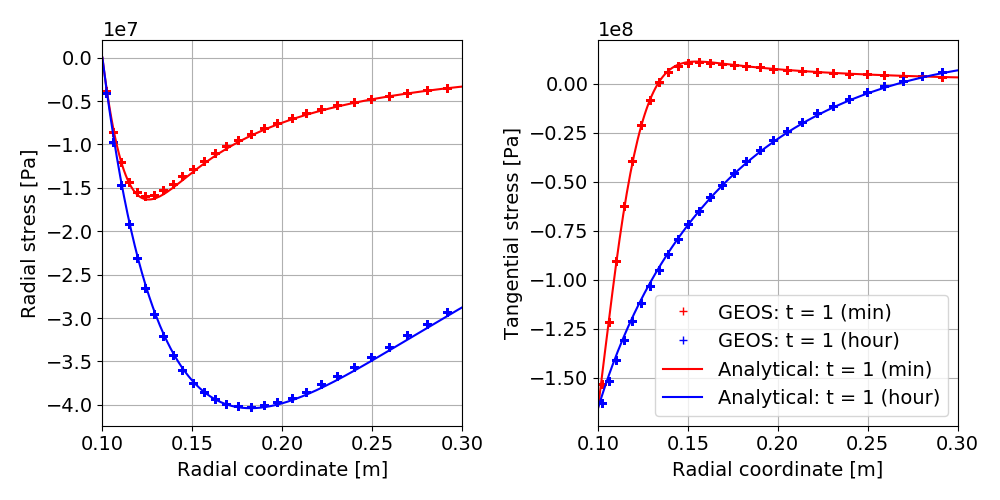 1e7
0.0
−0.5
−1.0
−1.5
−2.0
−2.5
−3.0
−3.5
−4.0
Radial stress [Pa]
0.10 0.15 0.20 0.25 0.30
Radial coordinate [m]
1e8
0.00
−0.25
−0.50
−0.75
−1.00
−1.25
−1.50
Tangential stress [Pa]
GEOS: t = 1 (min)
GEOS: t = 1 (hour)
Analytical: t = 1 (min)
Analytical: t = 1 (hour)
0.10 0.15 0.20 0.25 0.30
Radial coordinate [m]